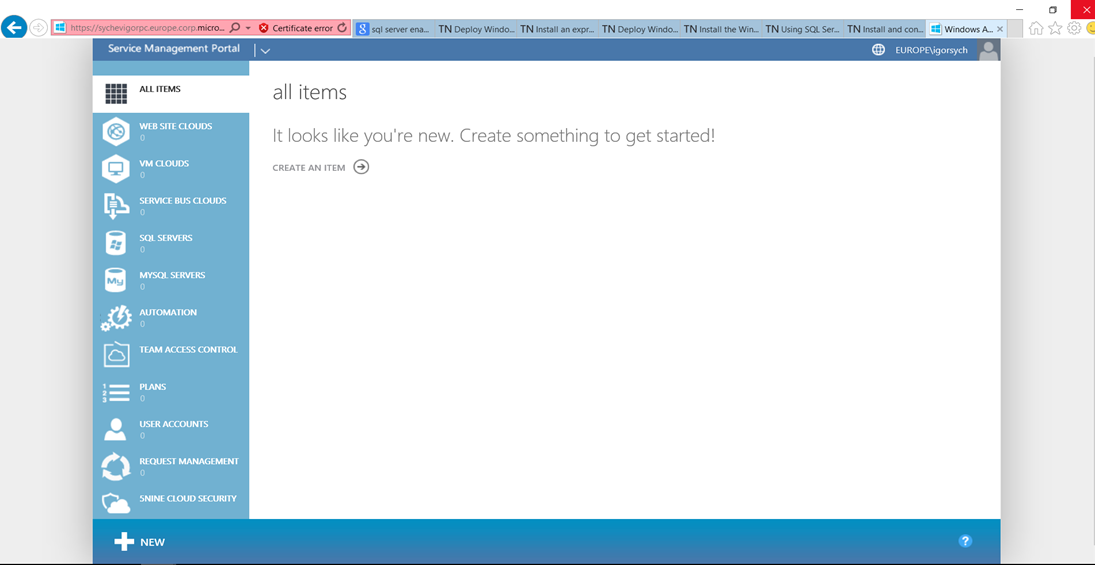 https://sychevigorpc.europe.corp.micro...
Certificate error
sql server ena...
TN Deploy Windo...
TN Install an expr...
TN Deploy Windo...
TN Install the Win...
TN Using SQL Ser...
TN Install and con...
Windows A...
Service Management Portal
EUROPE\igorsych
ALL ITEMS
WEB SITE CLOUDS
0
VM CLOUDS
0
SERVICE BUS CLOUDS
0
SQL SERVERS
0
My
MYSQL SERVERS
0
AUTOMATION
0
TEAM ACCESS CONTROL
1
2
3
PLANS
0
USER ACCOUNTS
0
REQUEST MANAGEMENT
0
5NINE CLOUD SECURITY
all items
It looks like you're new. Create something to get started!
CREATE AN ITEM
NEW
?